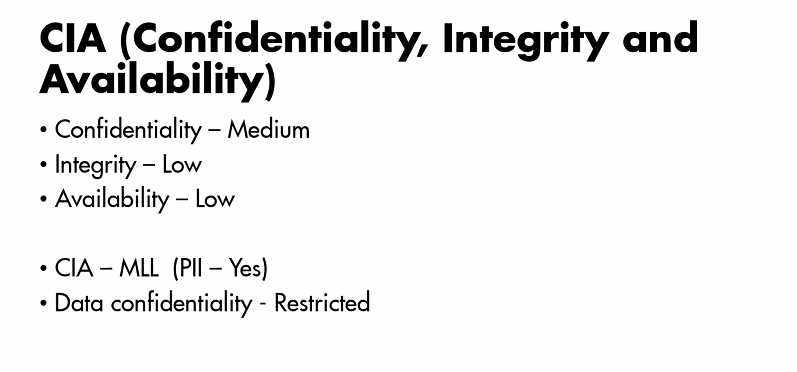 CIA (Confidentiality, Integrity and
Availability)
• Confidentiality – Medium
• Integrity – Low
• Availability – Low
• CIA – MLL (PII – Yes)
• Data confidentiality - Restricted